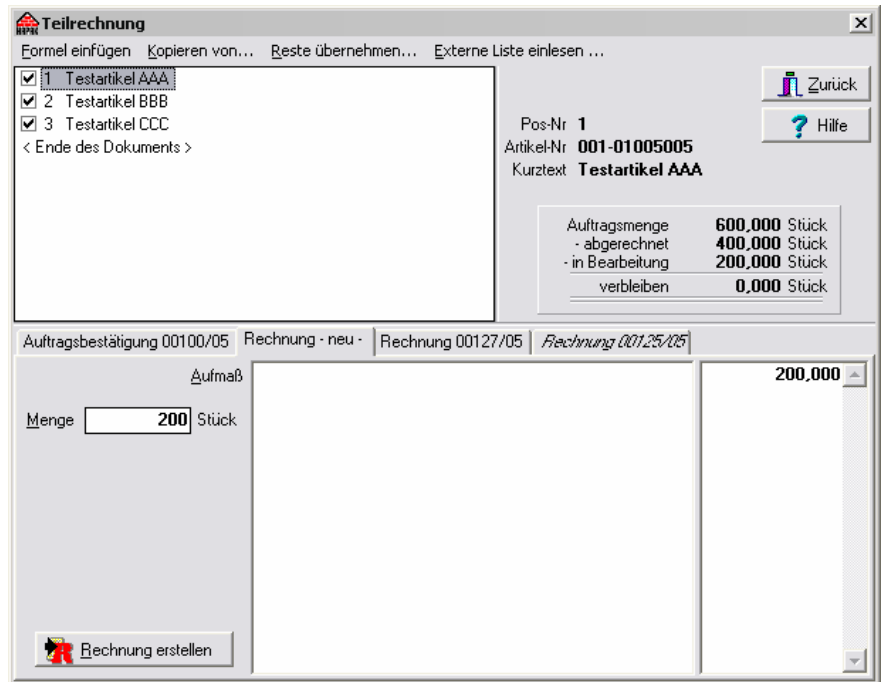 HAPAK Teilrechnung
Formel einfügen Kopieren von... Reste übernehmen... Externe Liste einlesen ...
1 Testartikel AAA
2 Testartikel BBB
3 Testartikel CCC
< Ende des Dokuments >
Zurück
Hilfe
Pos-Nr 1
Artikel-Nr 001-01005005
Kurztext Testartikel AAA
Auftragsmenge 600,000 Stück
- abgerechnet 400,000 Stück
- in Bearbeitung 200,000 Stück
verbleiben 0,000 Stück
Auftragsbestätigung 00100/05 Rechnung - neu - Rechnung 00127/05 Rechnung 00125/05
Aufmaß 200,000
Menge 200 Stück
Rechnung erstellen